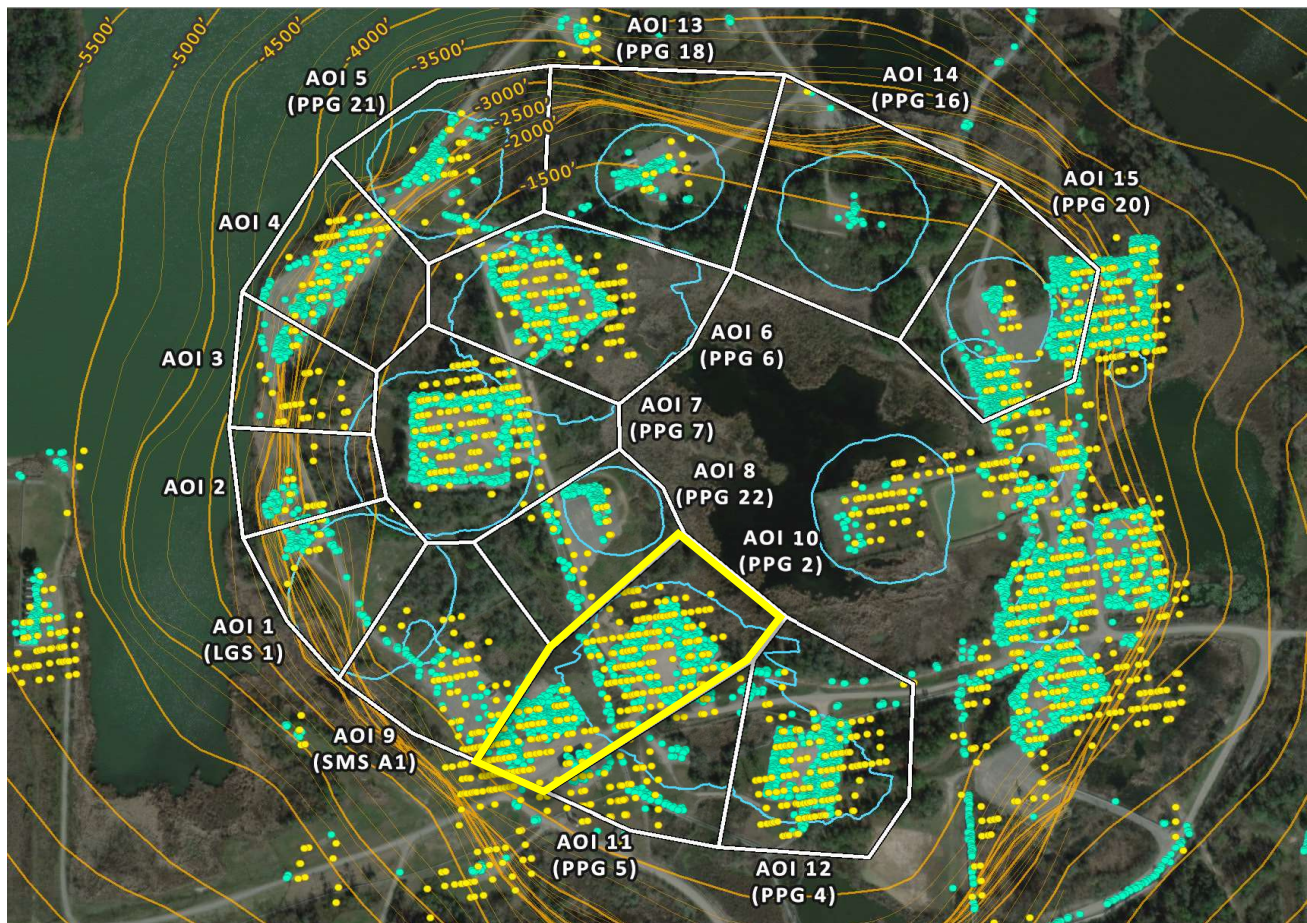 -5500'
-5000'
-4500'
-4000'
-3500'
-3000'
-2500'
-2000'
-1500'
AOI 13
(PPG 18)
AOI 14
(PPG 16)
AOI 5
(PPG 21)
AOI 15
(PPG 20)
AOI 4
AOI 3
AOI 6
(PPG 6)
AOI 7
(PPG 7)
AOI 2
AOI 8
(PPG 22)
AOI 10
(PPG 2)
AOI 1
(LGS 1)
AOI 9
(SMS A1)
AOI 11
(PPG 5)
AOI 12
(PPG 4)